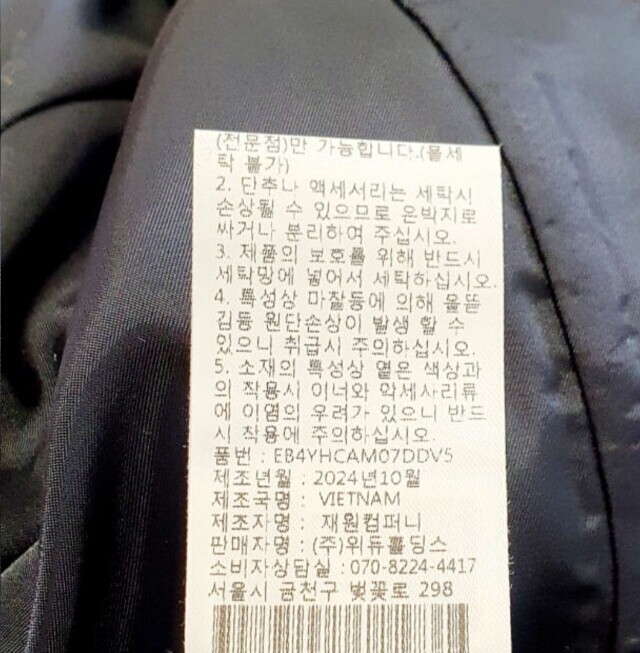 (전문점)만 가능합니다.(물세
탁 불가)
2. 단추나 액세서리는 세탁시
손상될 수 있으므로 은박지로
싸거나 분리하여 주십시오.
3. 제품의 보호를 위해 반드시
세탁망에 넣어서 세탁하십시오.
4. 특성상 마찰등에 의해 올뜯
김등 원단손상이 발생 할 수
있으니 취급시 주의하십시오.
5. 소재의 특성상 옅은 색상과
의 착용시 이너와 악세사리류
에 이염의 우려가 있으니 반드
시 착용에 주의하십시오.
품번 : EB4YHCAM07DDV5
제조년월 : 2024년10월
제조국명 : VIETNAM
제조자명 : 재원컴퍼니
판매자명 : (주)위듀홀딩스
소비자상담실 : 070-8224-4417
서울시 금천구 벚꽃로 298